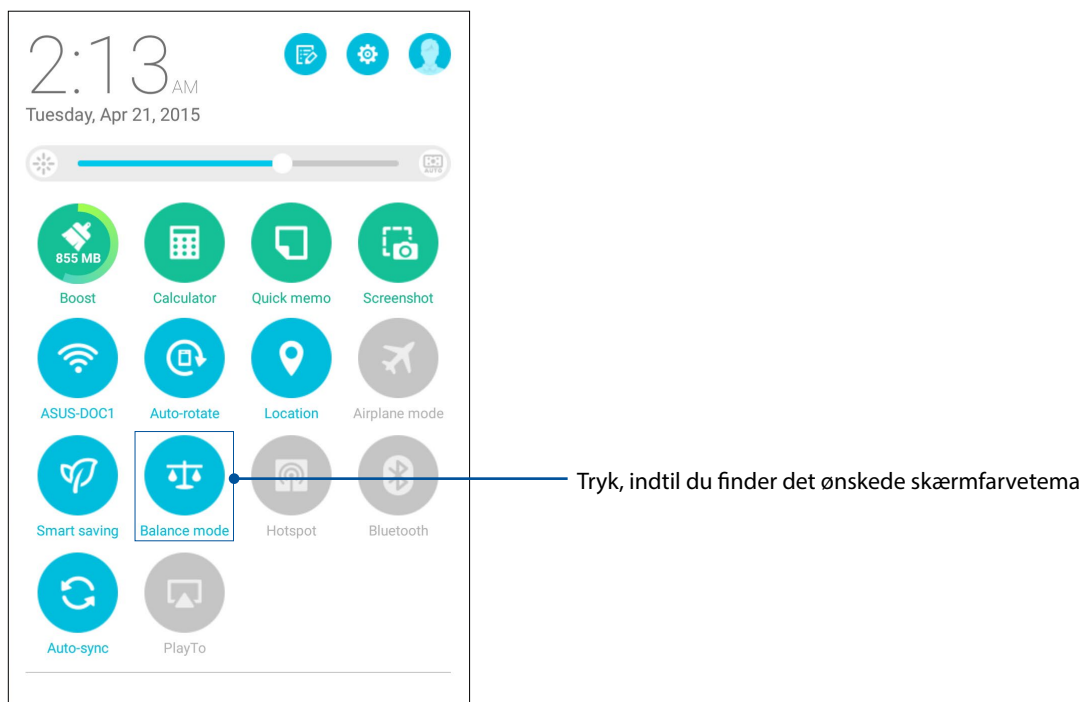 2:13 AM
Tuesday, Apr 21, 2015
AUTO
855 MB
Boost Calculator Quick memo Screenshot
ASUS-DOC1 Auto-rotate Location Airplane mode
Smart saving Balance mode Hotspot Bluetooth
Tryk, indtil du finder det ønskede skærmfarvetema
Auto-sync PlayTo